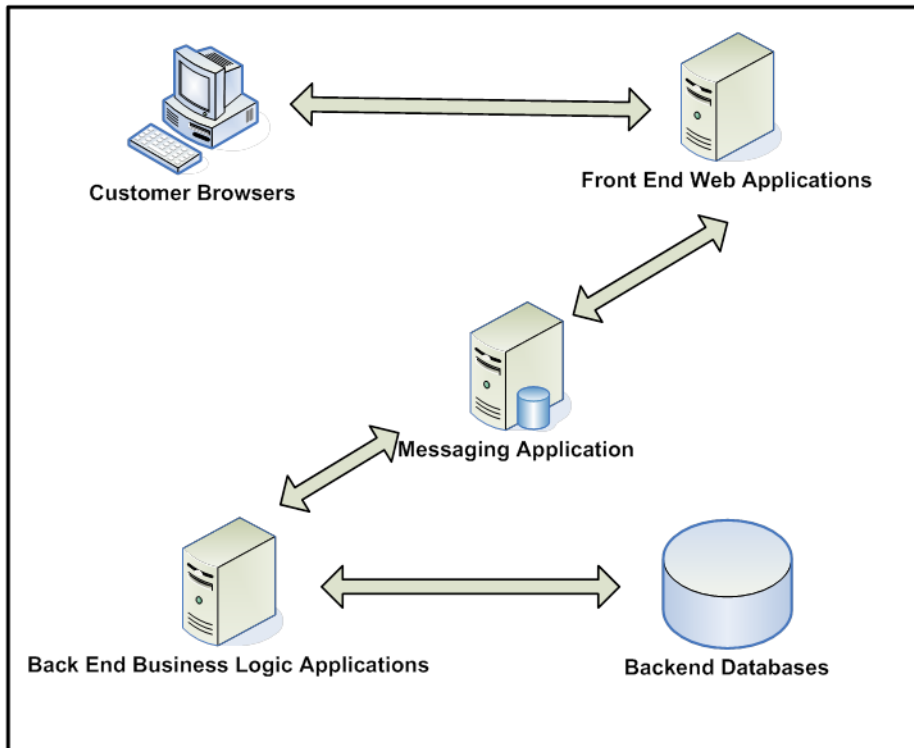 Customer Browsers
Front End Web Applications
Messaging Application
Back End Business Logic Applications
Backend Databases